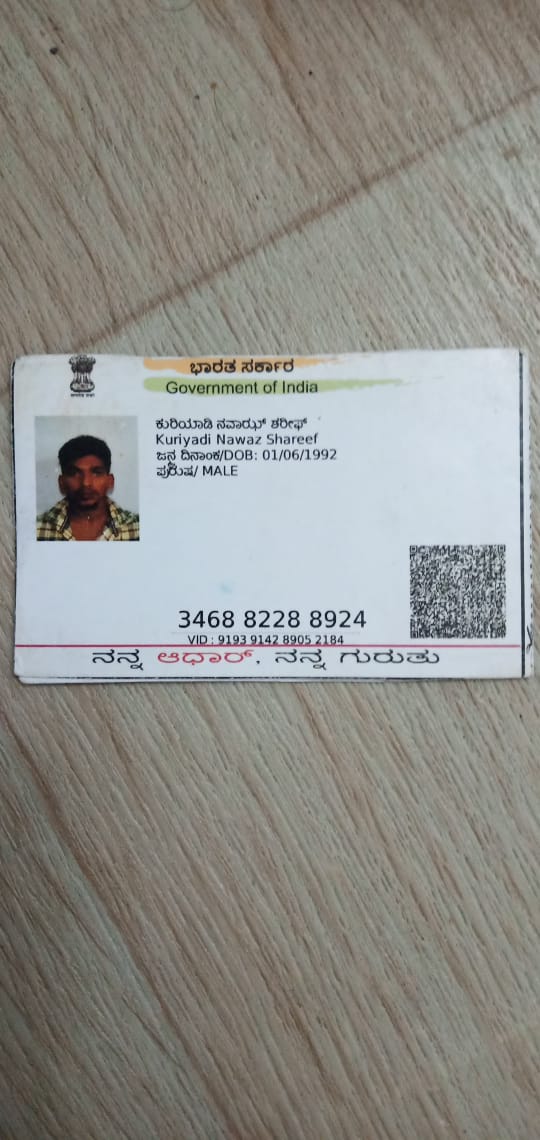 ಭಾರತ ಸರ್ಕಾರ
Government of India
ಕುರಿಯಾಡಿ ನವಾಝ್ ಶರೀಫ್
Kuriyadi Nawaz Shareef
ಜನ್ಮ ದಿನಾಂಕ/DOB: 01/06/1992
ಪುರುಷ/ MALE
3468 8228 8924
VID : 9193 9142 8905 2184
ನನ್ನ ಆಧಾರ್, ನನ್ನ ಗುರುತು